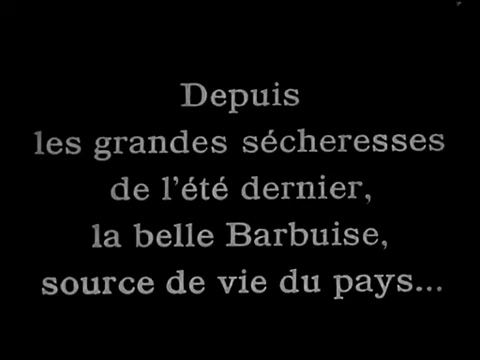 Depuis
les grandes sécheresses
de l'été dernier,
la belle Barbuise,
source de vie du pays...